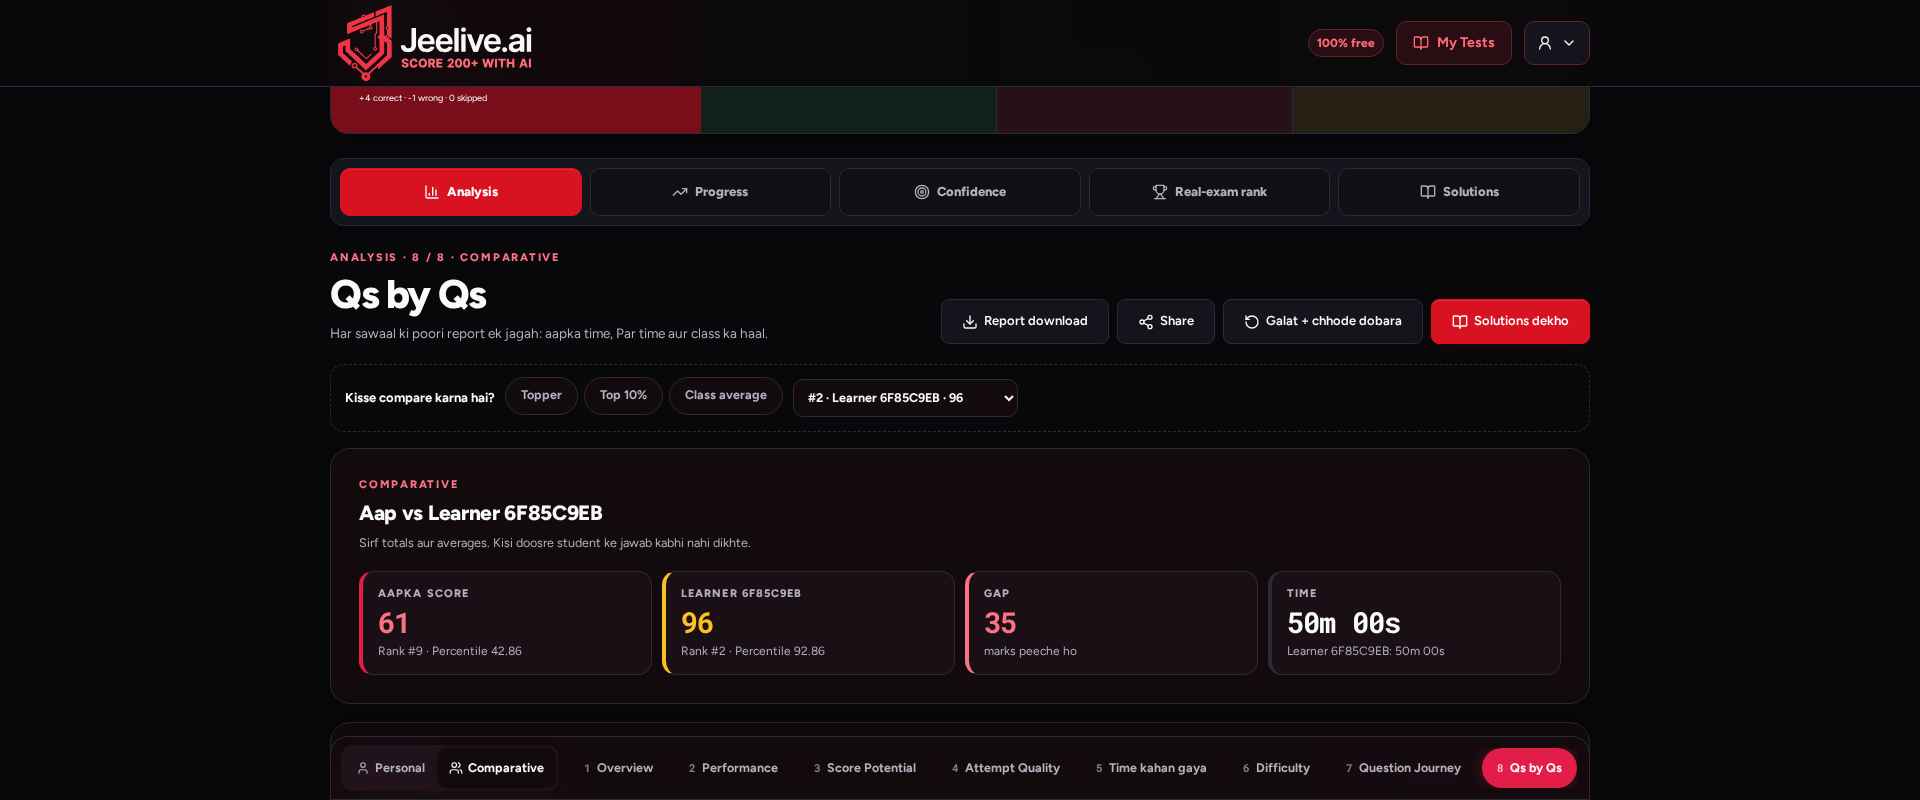 Jeelive.ai
SCORE 200+ WITH AI
100% free
My Tests
+4 correct · -1 wrong · 0 skipped
Analysis
Progress
Confidence
Real-exam rank
Solutions
ANALYSIS · 8 / 8 · COMPARATIVE
Qs by Qs
Har sawaal ki poori report ek jagah: aapka time, Par time aur class ka haal.
Report download
Share
Galat + chhode dobara
Solutions dekho
Kisse compare karna hai?
Topper
Top 10%
Class average
#2 · Learner 6F85C9EB · 96
COMPARATIVE
Aap vs Learner 6F85C9EB
Sirf totals aur averages. Kisi doosre student ke jawab kabhi nahi dikhte.
AAPKA SCORE
61
Rank #9 · Percentile 42.86
LEARNER 6F85C9EB
96
Rank #2 · Percentile 92.86
GAP
35
marks peeche ho
TIME
50m 00s
Learner 6F85C9EB: 50m 00s
Personal
Comparative
1 Overview
2 Performance
3 Score Potential
4 Attempt Quality
5 Time kahan gaya
6 Difficulty
7 Question Journey
8 Qs by Qs